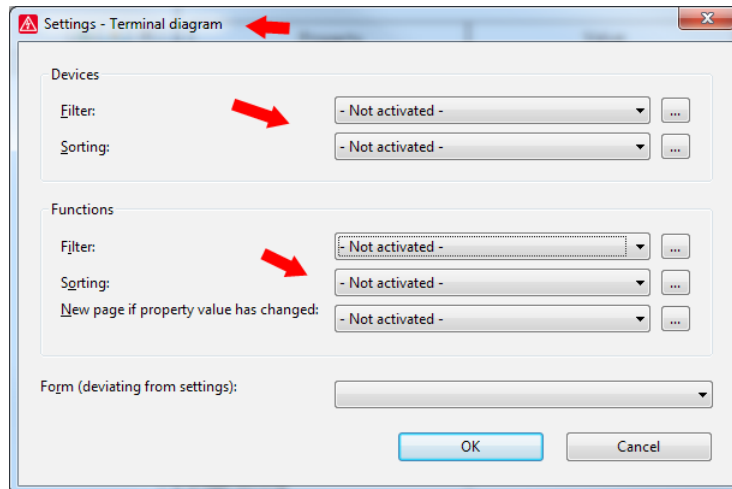 Settings - Terminal diagram
Devices
Filter: - Not activated - ...
Sorting: - Not activated - ...
Functions
Filter: - Not activated - ...
Sorting: - Not activated - ...
New page if property value has changed: - Not activated - ...
Form (deviating from settings):
OK Cancel